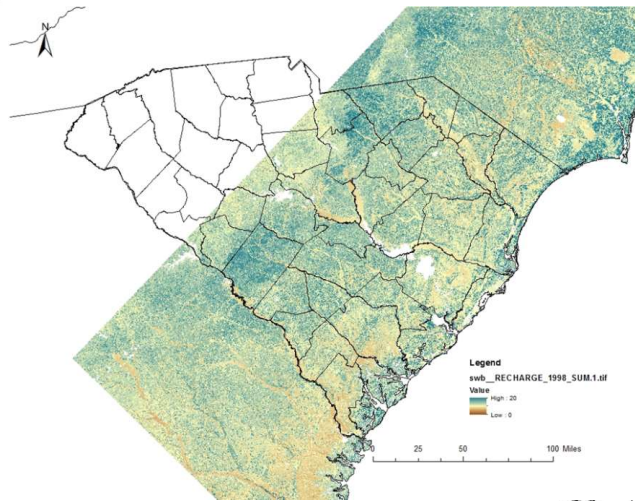 N
Legend
swb__RECHARGE_1998_SUM.1.tif
Value
High : 20
Low : 0
0 25 50 100 Miles